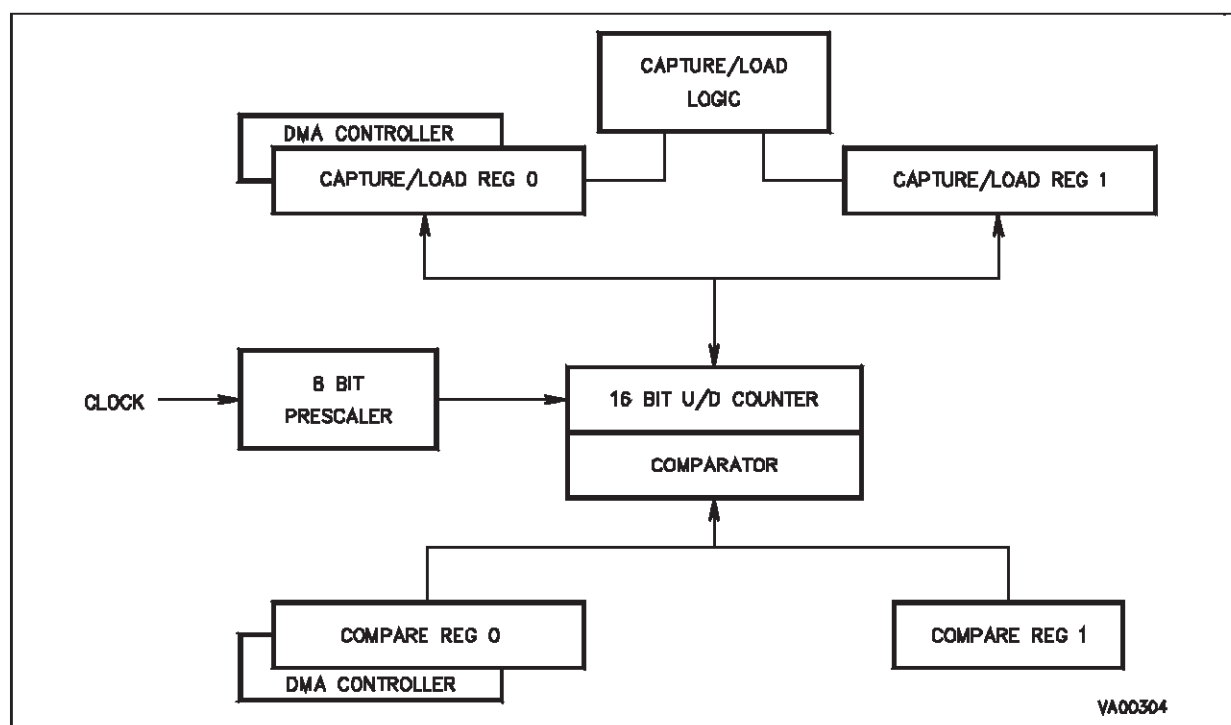 CAPTURE/LOAD
LOGIC
DMA CONTROLLER
CAPTURE/LOAD REG 0
CAPTURE/LOAD REG 1
CLOCK
8 BIT
PRESCALER
16 BIT U/D COUNTER
COMPARATOR
COMPARE REG 0
COMPARE REG 1
DMA CONTROLLER
VA00304